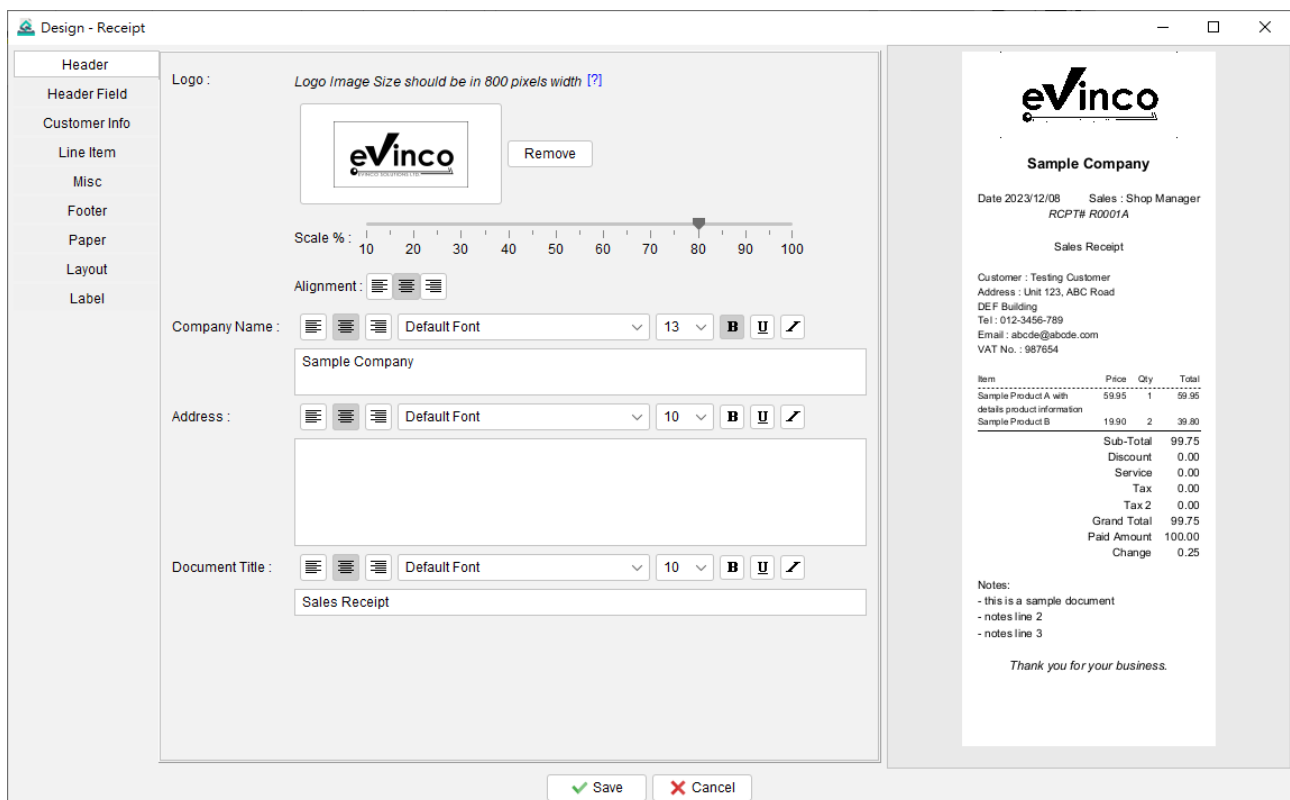 Design - Receipt
Header
Header Field
Customer Info
Line Item
Misc
Footer
Paper
Layout
Label
Logo :
Logo Image Size should be in 800 pixels width [?]
eVinco
EVINCO SOLUTIONS LTD
Remove
Scale % :
10 20 30 40 50 60 70 80 90 100
Alignment :
Company Name :
Default Font
13
B U I
Sample Company
Address :
Default Font
10
B U I
Document Title :
Default Font
10
B U I
Sales Receipt
Save
Cancel
eVinco
Sample Company
Date 2023/12/08 Sales : Shop Manager
RCPT# R0001A
Sales Receipt
Customer : Testing Customer
Address : Unit 123, ABC Road
DEF Building
Tel : 012-3456-789
Email : abcde@abcde.com
VAT No. : 987654
Item Price Qty Total
Sample Product A with 59.95 1 59.95
details product information
Sample Product B 19.90 2 39.80
Sub-Total 99.75
Discount 0.00
Service 0.00
Tax 0.00
Tax 2 0.00
Grand Total 99.75
Paid Amount 100.00
Change 0.25
Notes:
- this is a sample document
- notes line 2
- notes line 3
Thank you for your business.